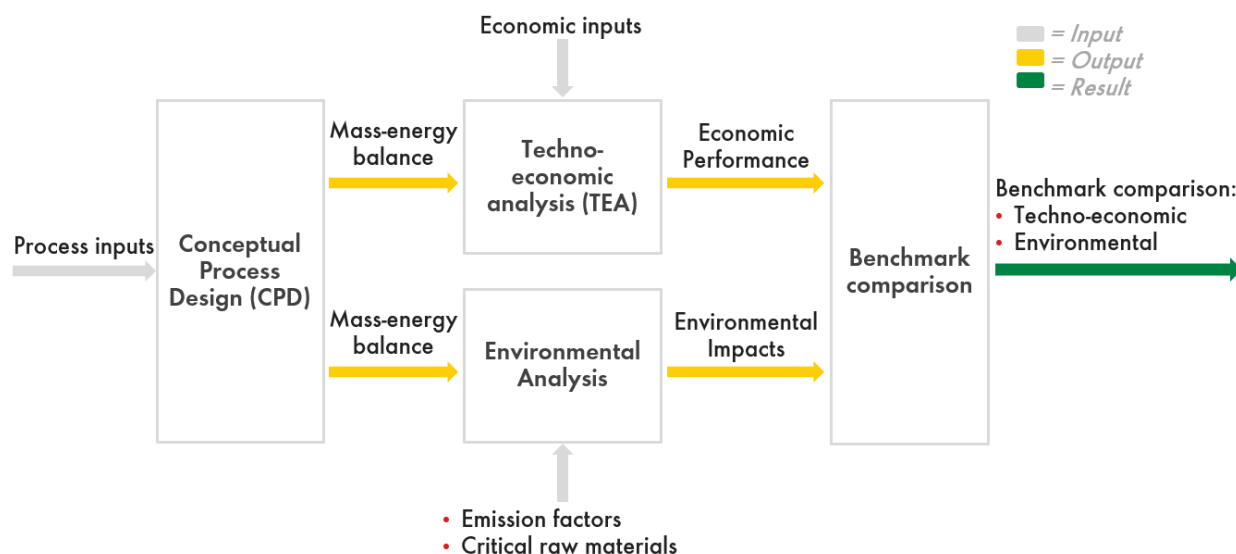 Economic inputs
= Input
= Output
= Result
Mass-energy
balance
Techno-
economic
analysis (TEA)
Economic
Performance
Benchmark comparison:
• Techno-economic
• Environmental
Process inputs
Conceptual
Process
Design (CPD)
Benchmark
comparison
Mass-energy
balance
Environmental
Analysis
Environmental
Impacts
• Emission factors
• Critical raw materials